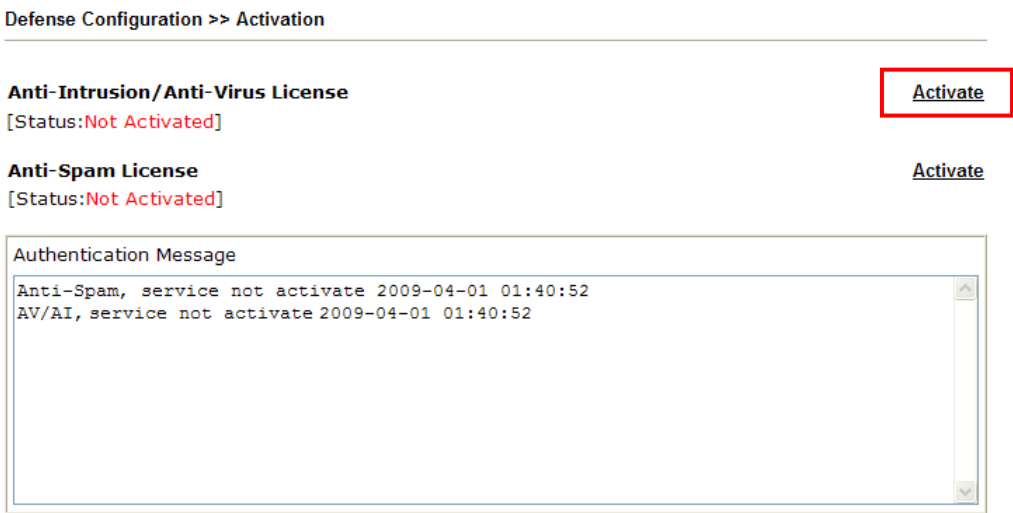 Defense Configuration >> Activation
Anti-Intrusion/Anti-Virus License Activate
[Status:Not Activated]
Anti-Spam License Activate
[Status:Not Activated]
Authentication Message
Anti-Spam, service not activate 2009-04-01 01:40:52
AV/AI, service not activate 2009-04-01 01:40:52